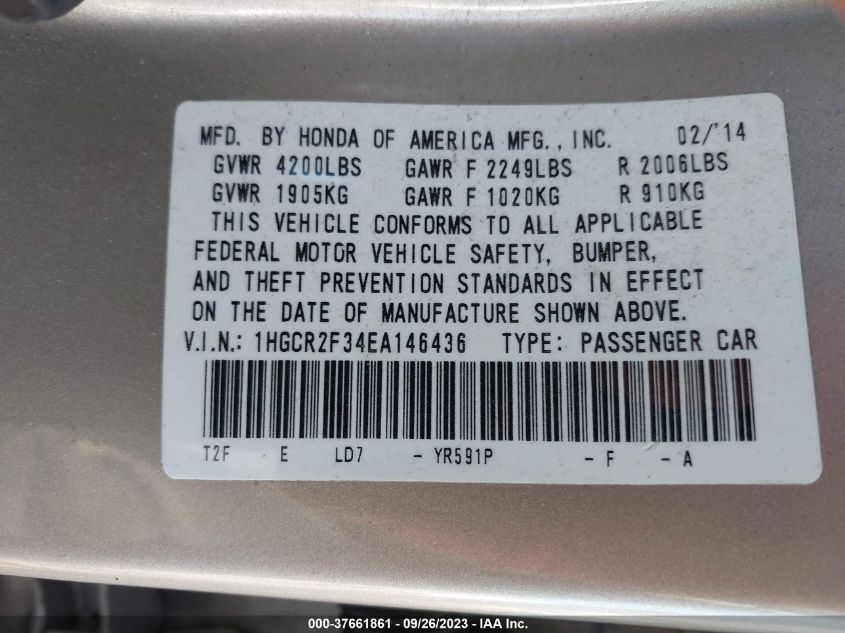 MFD. BY HONDA OF AMERICA MFG., INC. 02/'14
GVWR 4200LBS GAWR F 2249LBS R 2006LBS
GVWR 1905KG GAWR F 1020KG R 910KG
THIS VEHICLE CONFORMS TO ALL APPLICABLE
FEDERAL MOTOR VEHICLE SAFETY, BUMPER,
AND THEFT PREVENTION STANDARDS IN EFFECT
ON THE DATE OF MANUFACTURE SHOWN ABOVE.
V.I.N.: 1HGCR2F34EA146436 TYPE: PASSENGER CAR
T2F E LD7 - YR591P - F - A
000-37661861 - 09/26/2023 - © IAA, Inc.